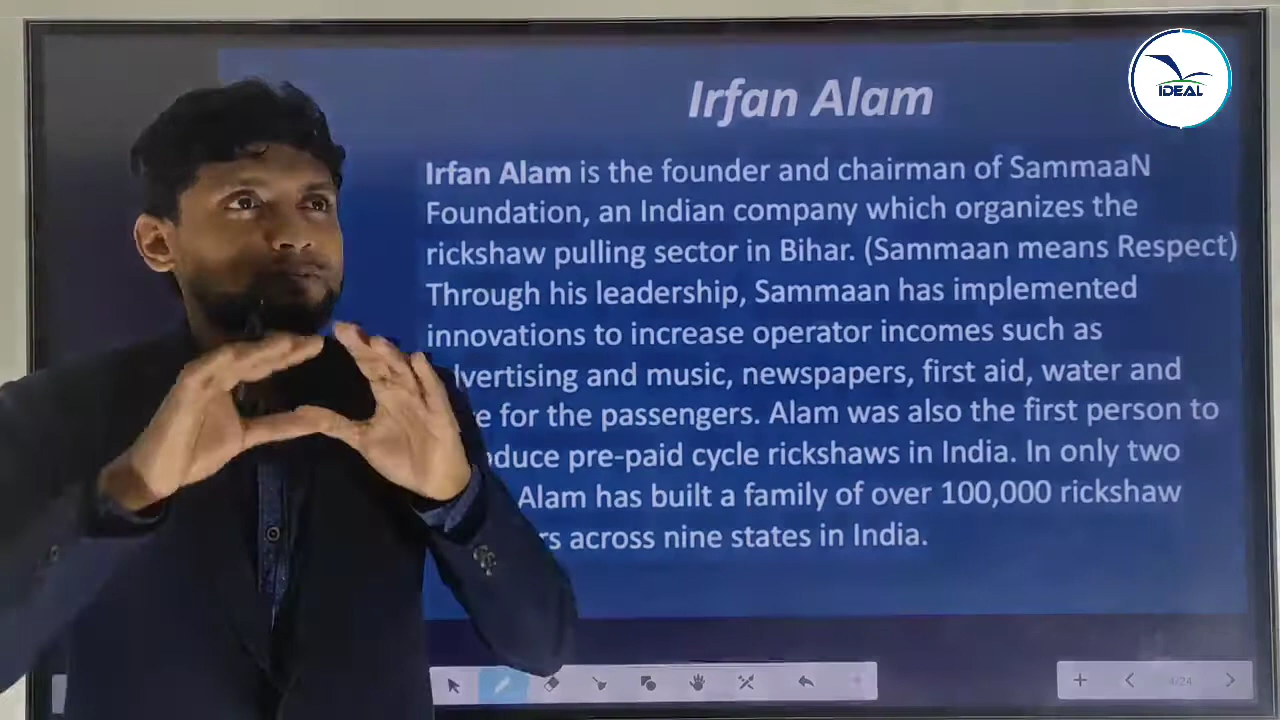 IDEAL
Irfan Alam
Irfan Alam is the founder and chairman of SammaaN
Foundation, an Indian company which organizes the
rickshaw pulling sector in Bihar. (Sammaan means Respect)
Through his leadership, Sammaan has implemented
innovations to increase operator incomes such as
and music, newspapers, first aid, water and
for the passengers. Alam was also the first person to
pre-paid cycle rickshaws in India. In only two
Alam has built a family of over 100,000 rickshaw
across nine states in India.
4/24